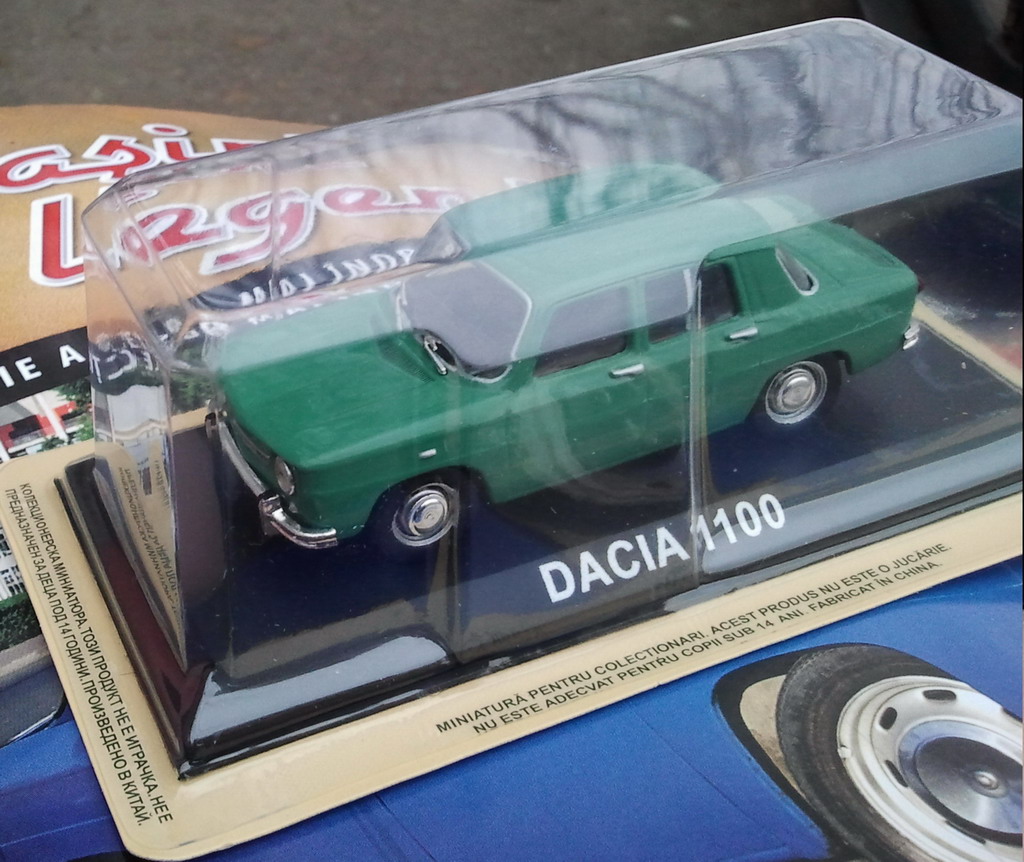 DACIA 1100
MINIATURĂ PENTRU COLECȚIONARI. ACEST PRODUS NU ESTE O JUCĂRIE.
NU ESTE ADECVAT PENTRU COPII SUB 14 ANI. FABRICAT ÎN CHINA.
КОЛЕКЦИОНЕРСКА МИНИАТЮРА. ТОЗИ ПРОДУКТ НЕ Е ИГРАЧКА. НЕ Е
ПРЕДНАЗНАЧЕН ЗА ДЕЦА ПОД 14 ГОДИНИ. ПРОИЗВЕДЕНО В КИТАЙ.